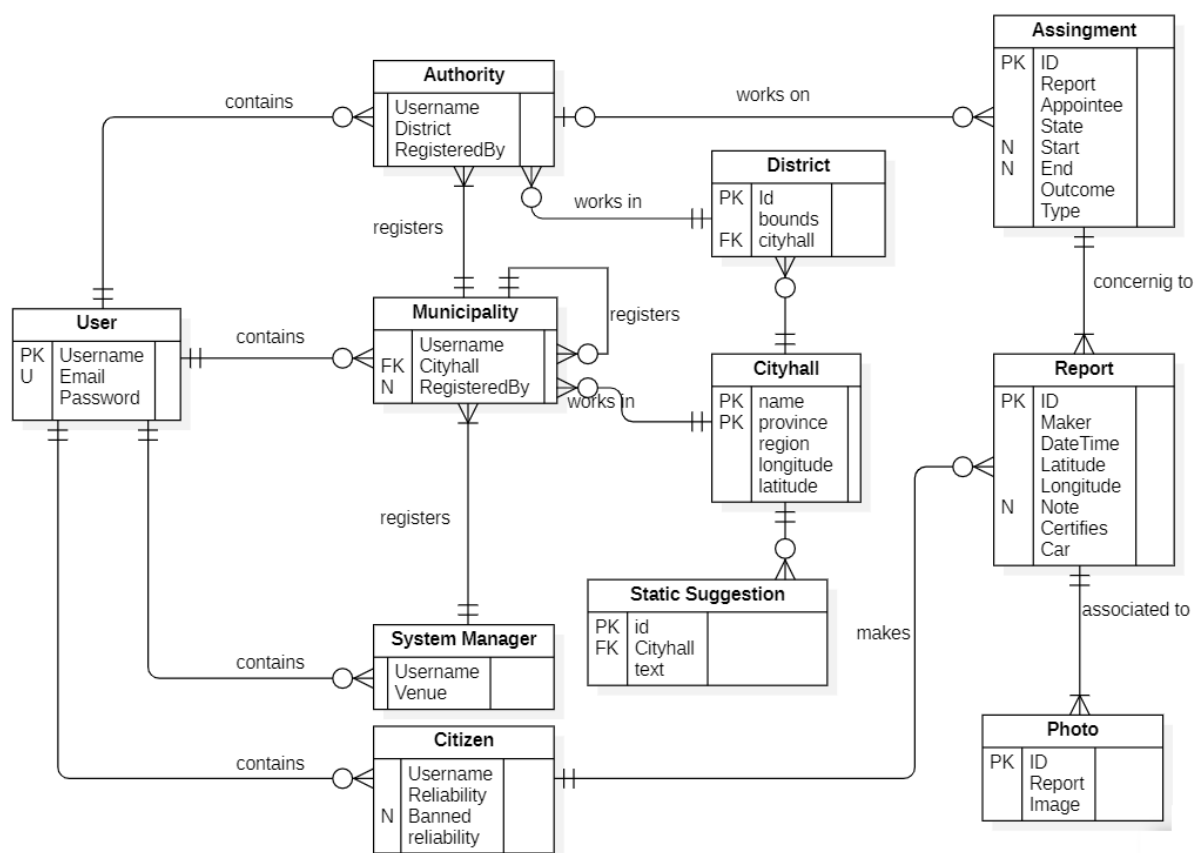 Assingment
PK ID
Report
Appointee
State
N Start
N End
Outcome
Type
Authority
Username
District
RegisteredBy
contains
works on
District
PK Id
bounds
FK cityhall
works in
registers
concernig to
User
PK Username
U Email
Password
contains
Municipality
Username
FK Cityhall
N RegisteredBy
registers
works in
Cityhall
PK name
PK province
region
longitude
latitude
Report
PK ID
Maker
DateTime
Latitude
Longitude
N Note
Certifies
Car
registers
Static Suggestion
PK id
FK Cityhall
text
makes
associated to
System Manager
Username
Venue
contains
Citizen
Username
Reliability
N Banned
reliability
contains
Photo
PK ID
Report
Image